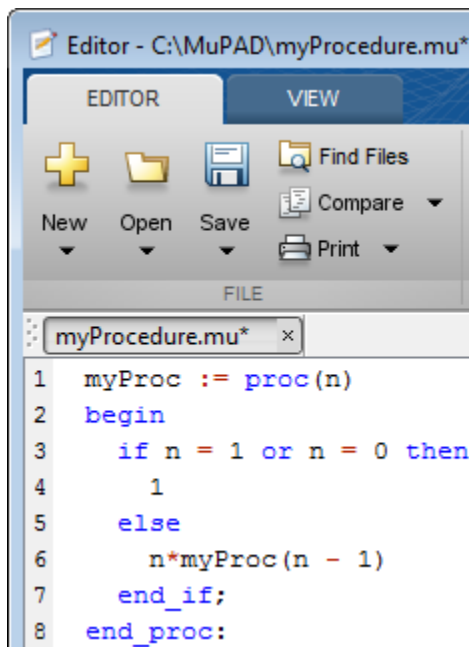 Editor - C:\MuPAD\myProcedure.mu*
EDITOR VIEW
New Open Save Find Files
Compare
Print
FILE
myProcedure.mu* ×
1 myProc := proc(n)
2 begin
3 if n = 1 or n = 0 then
4 1
5 else
6 n*myProc(n - 1)
7 end_if;
8 end_proc: